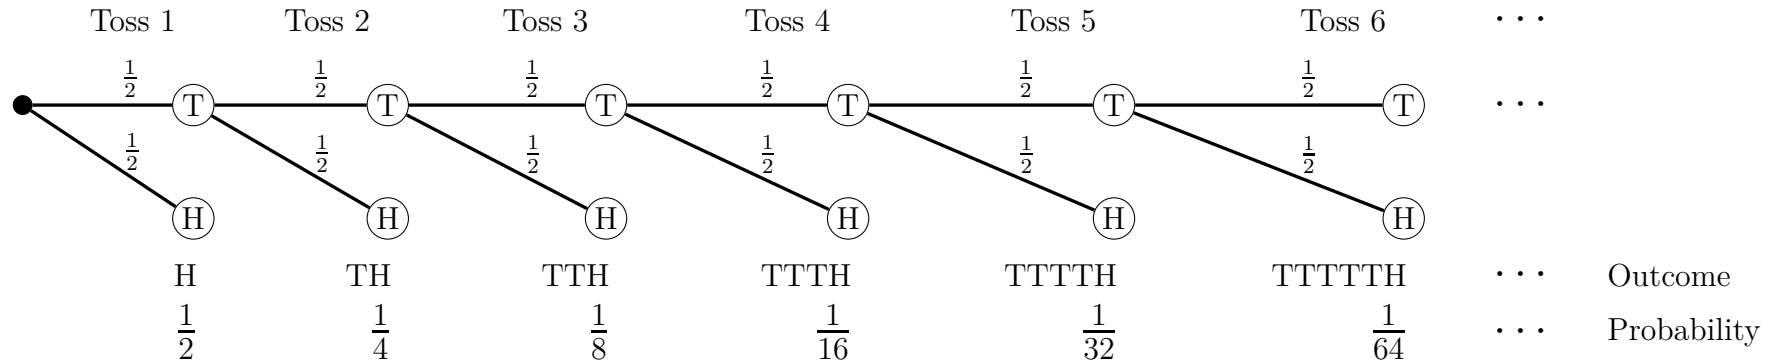 Toss 1 Toss 2 Toss 3 Toss 4 Toss 5 Toss 6 ···
1/2 1/2 1/2 1/2 1/2 1/2
T T T T T T ···
1/2 1/2 1/2 1/2 1/2 1/2
H H H H H H
H TH TTH TTTH TTTTH TTTTTH ··· Outcome
1/2 1/4 1/8 1/16 1/32 1/64 ··· Probability